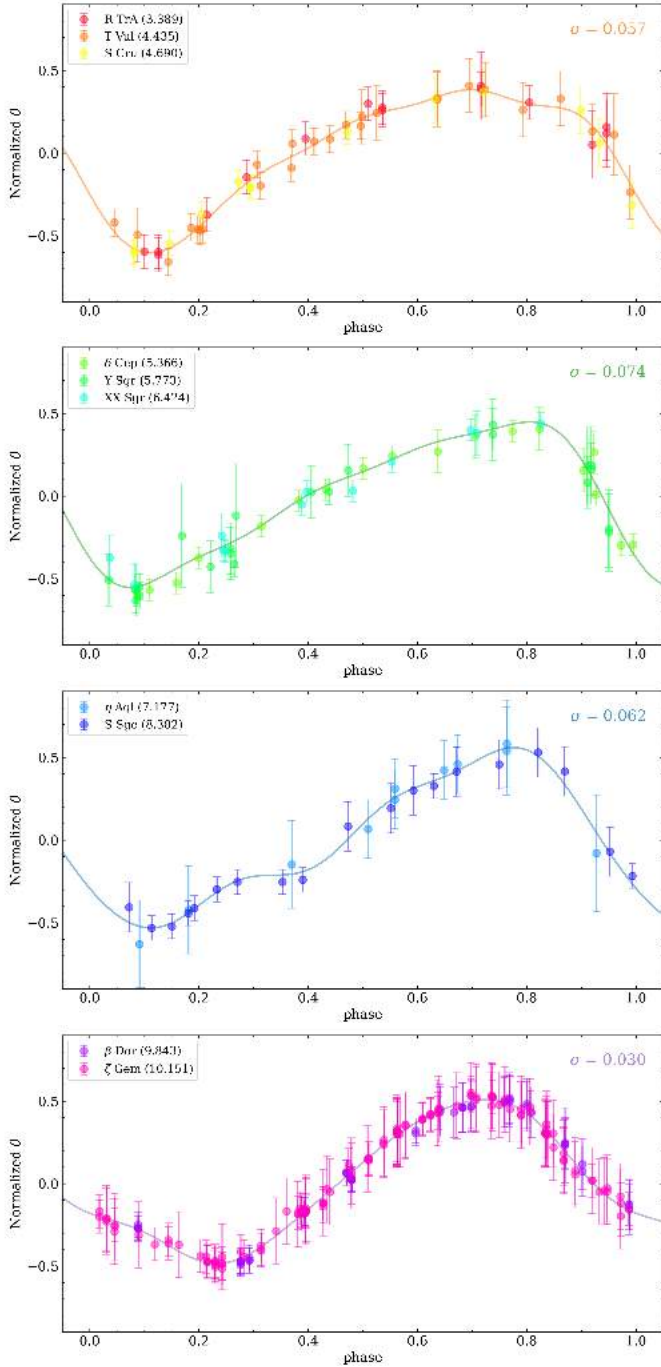 R TrA (3.389)
T Vul (4.435)
S Cru (4.690)
σ = 0.057
Normalized θ
0.5
0.0
−0.5
0.0 0.2 0.4 0.6 0.8 1.0
phase
δ Cep (5.366)
Y Sgr (5.773)
XX Sgr (6.424)
σ = 0.074
Normalized θ
0.5
0.0
−0.5
0.0 0.2 0.4 0.6 0.8 1.0
phase
η Aql (7.177)
S Sge (8.382)
σ = 0.062
Normalized θ
0.5
0.0
−0.5
0.0 0.2 0.4 0.6 0.8 1.0
phase
β Dor (9.843)
ζ Gem (10.151)
σ = 0.030
Normalized θ
0.5
0.0
−0.5
0.0 0.2 0.4 0.6 0.8 1.0
phase